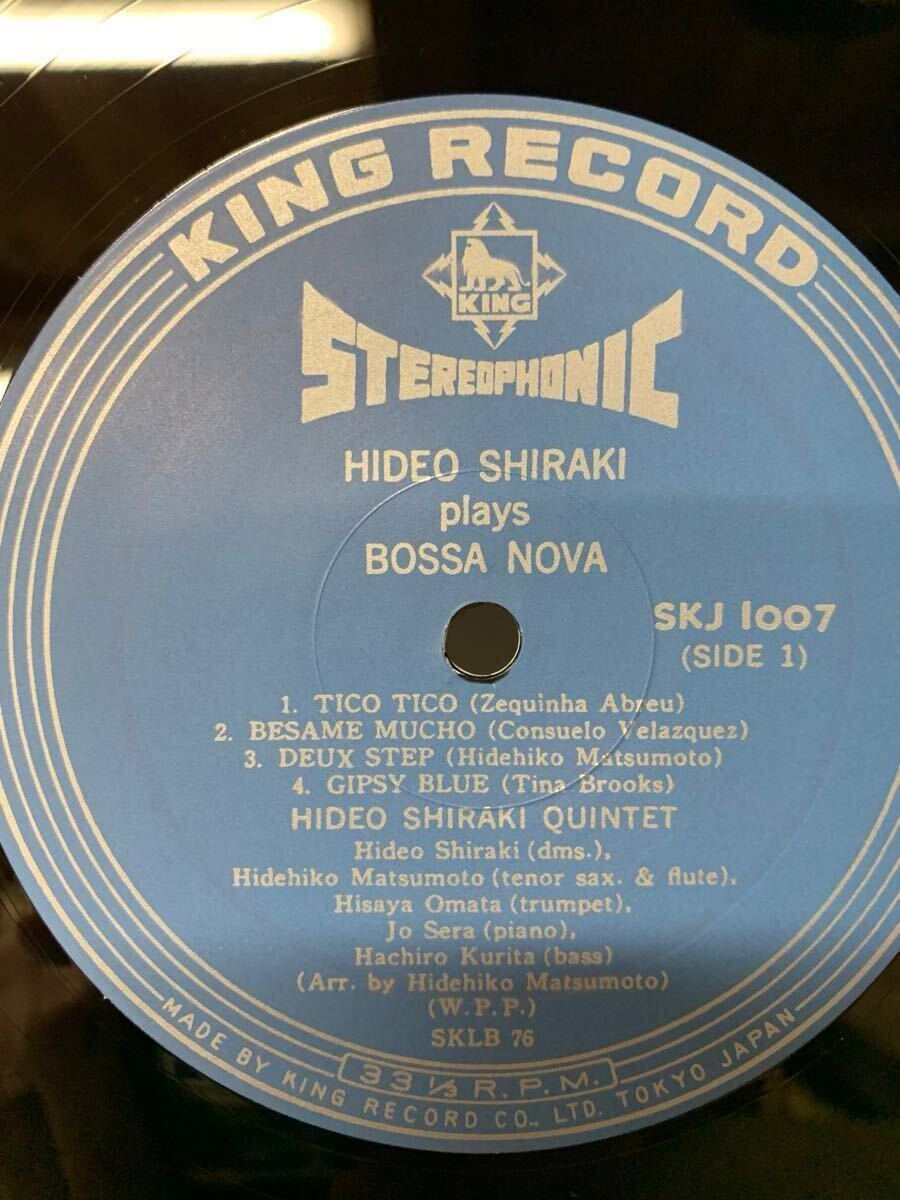 KING RECORD
KING
STEREOPHONIC
HIDEO SHIRAKI
plays
BOSSA NOVA
SKJ 1007
(SIDE 1)
1. TICO TICO (Zequinha Abreu)
2. BESAME MUCHO (Consuelo Velazquez)
3. DEUX STEP (Hidehiko Matsumoto)
4. GIPSY BLUE (Tina Brooks)
HIDEO SHIRAKI QUINTET
Hideo Shiraki (dms.),
Hidehiko Matsumoto (tenor sax. & flute),
Hisaya Omata (trumpet),
Jo Sera (piano),
Hachiro Kurita (bass)
(Arr. by Hidehiko Matsumoto)
(W.P.P.)
SKLB 76
33 1/3 R.P.M.
MADE BY KING RECORD CO., LTD. TOKYO JAPAN